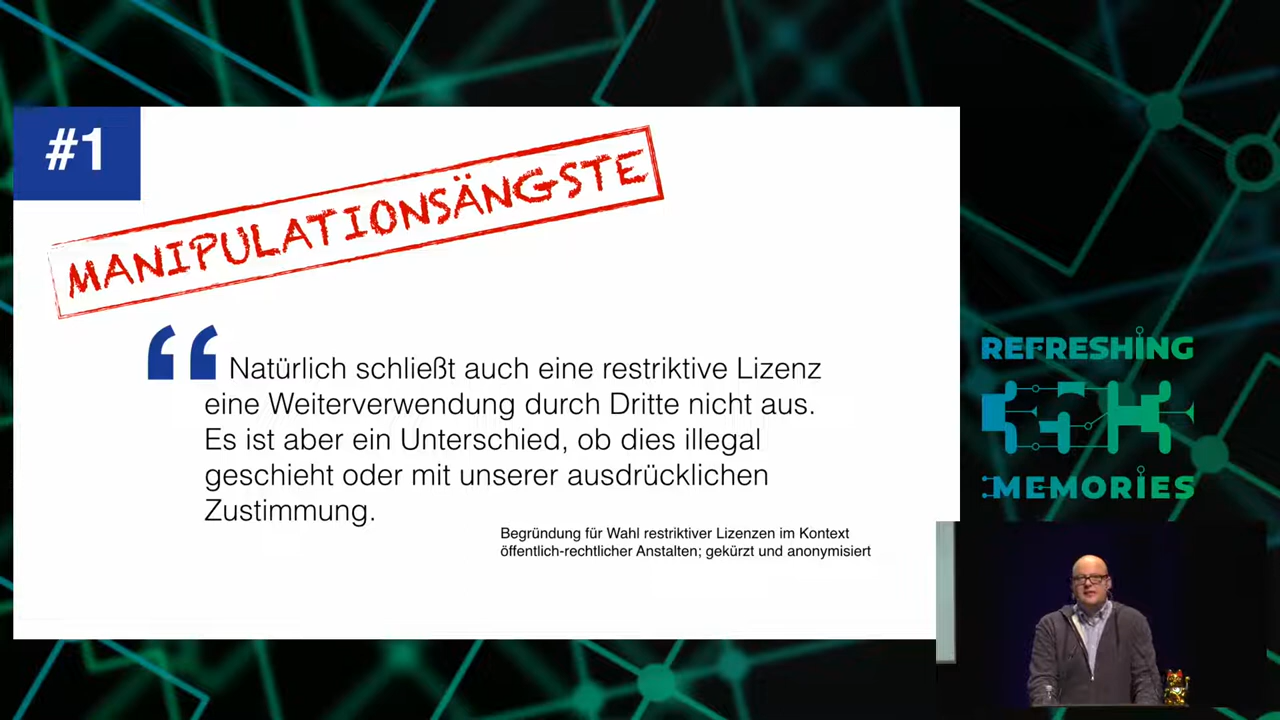 #1
MANIPULATIONSÄNGSTE
“ Natürlich schließt auch eine restriktive Lizenz
eine Weiterverwendung durch Dritte nicht aus.
Es ist aber ein Unterschied, ob dies illegal
geschieht oder mit unserer ausdrücklichen
Zustimmung.
Begründung für Wahl restriktiver Lizenzen im Kontext
öffentlich-rechtlicher Anstalten; gekürzt und anonymisiert
REFRESHING
MEMORIES